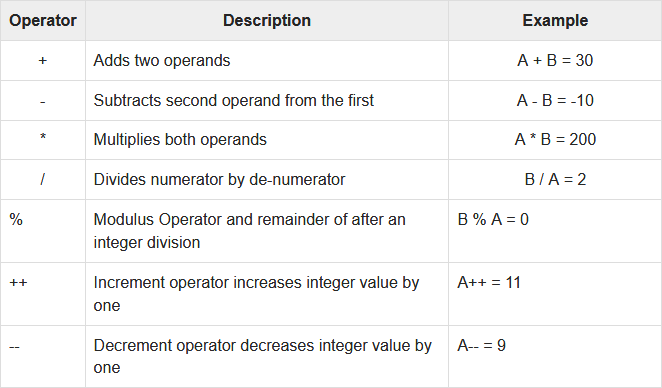 Operator Description Example
+ Adds two operands A + B = 30
- Subtracts second operand from the first A - B = -10
* Multiplies both operands A * B = 200
/ Divides numerator by de-numerator B / A = 2
% Modulus Operator and remainder of after an B % A = 0
integer division
++ Increment operator increases integer value by A++ = 11
one
-- Decrement operator decreases integer value by A-- = 9
one